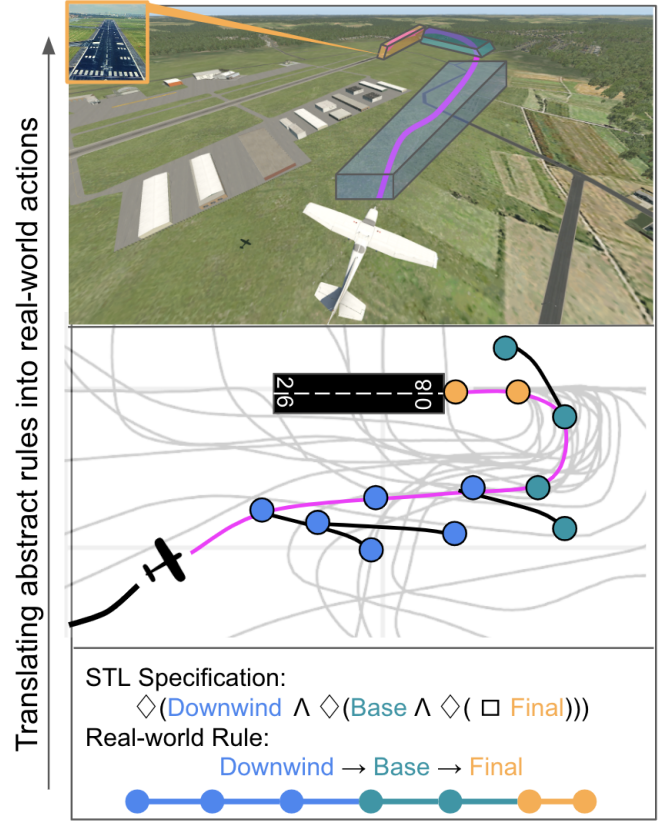 Translating abstract rules into real-world actions
26
08
STL Specification:
◇(Downwind ∧ ◇(Base ∧ ◇( □ Final)))
Real-world Rule:
Downwind → Base → Final